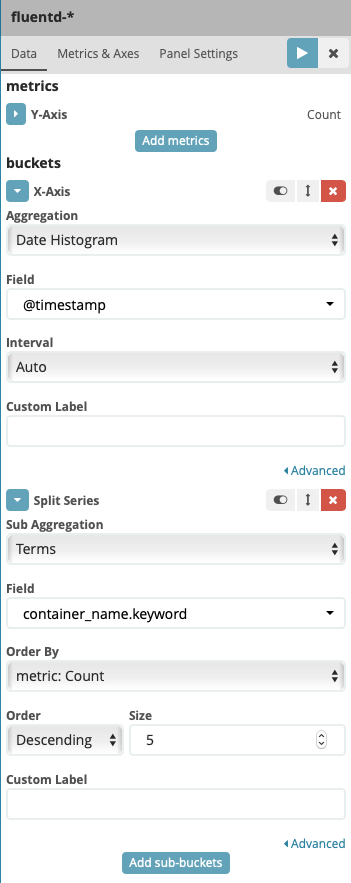 fluentd-*
Data Metrics & Axes Panel Settings
metrics
Y-Axis Count
Add metrics
buckets
X-Axis
Aggregation
Date Histogram
Field
@timestamp
Interval
Auto
Custom Label
Advanced
Split Series
Sub Aggregation
Terms
Field
container_name.keyword
Order By
metric: Count
Order Size
Descending 5
Custom Label
Advanced
Add sub-buckets